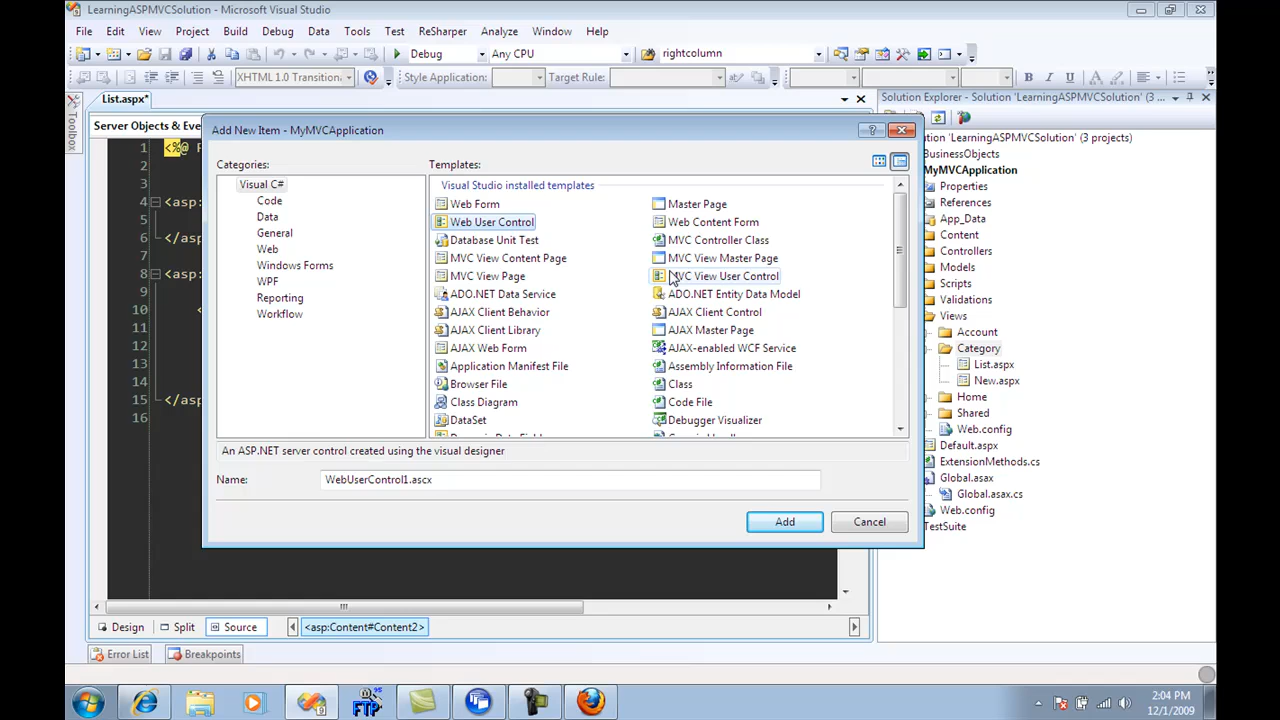 LearningASPMVCSolution - Microsoft Visual Studio
File Edit View Project Build Debug Data Tools Test ReSharper Analyze Window Help
Debug Any CPU rightcolumn
XHTML 1.0 Transition Style Application: Target Rule: B I U A
Toolbox
List.aspx*
Server Objects & Eve
1 <%@ P
2
3
4 <asp:
5
6 </asp
7
8 <asp:
9
10 <
11
12
13
14
15 </asp
16
Add New Item - MyMVCApplication
Categories:
Visual C#
Code
Data
General
Web
Windows Forms
WPF
Reporting
Workflow
Templates:
Visual Studio installed templates
Web Form Master Page
Web User Control Web Content Form
Database Unit Test MVC Controller Class
MVC View Content Page MVC View Master Page
MVC View Page MVC View User Control
ADO.NET Data Service ADO.NET Entity Data Model
AJAX Client Behavior AJAX Client Control
AJAX Client Library AJAX Master Page
AJAX Web Form AJAX-enabled WCF Service
Application Manifest File Assembly Information File
Browser File Class
Class Diagram Code File
DataSet Debugger Visualizer
An ASP.NET server control created using the visual designer
Name: WebUserControl1.ascx
Add Cancel
Solution Explorer - Solution 'LearningASPMVCSolution' (3 ...
olution 'LearningASPMVCSolution' (3 projects)
BusinessObjects
MyMVCApplication
Properties
References
App_Data
Content
Controllers
Models
Scripts
Validations
Views
Account
Category
List.aspx
New.aspx
Home
Shared
Web.config
Default.aspx
ExtensionMethods.cs
Global.asax
Global.asax.cs
Web.config
TestSuite
Design Split Source <asp:Content#Content2>
Error List Breakpoints
FTP
2:04 PM
12/1/2009